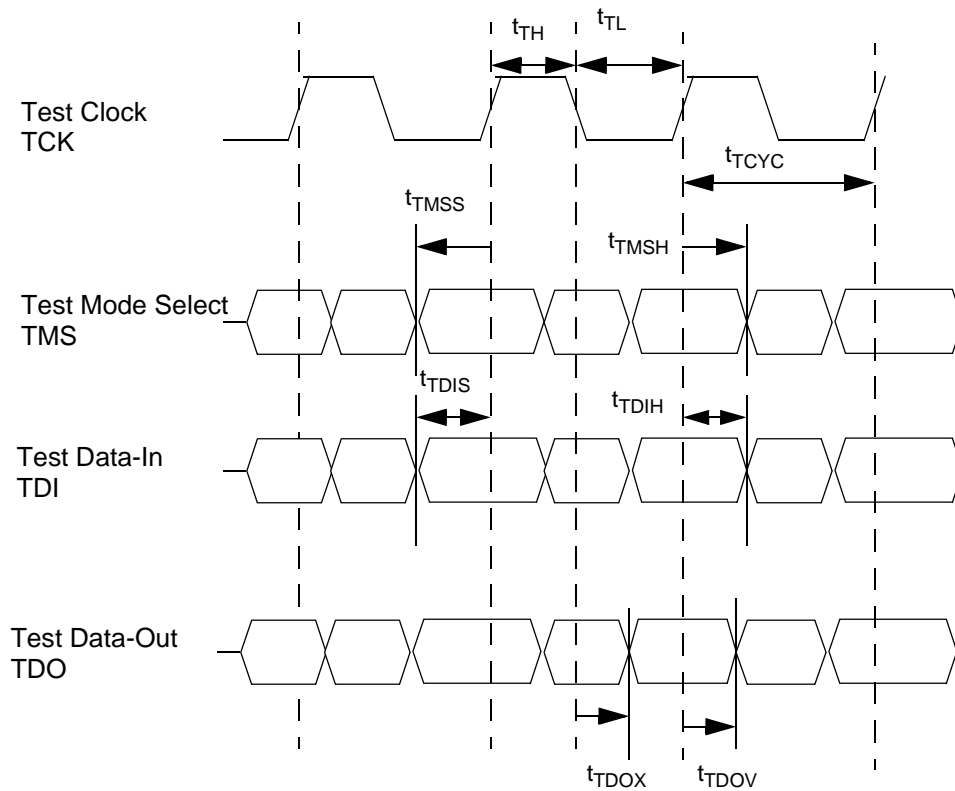 tTH
tTL
Test Clock
TCK
tTCYC
tTMSS
tTMSH
Test Mode Select
TMS
tTDIS
tTDIH
Test Data-In
TDI
Test Data-Out
TDO
tTDOX
tTDOV